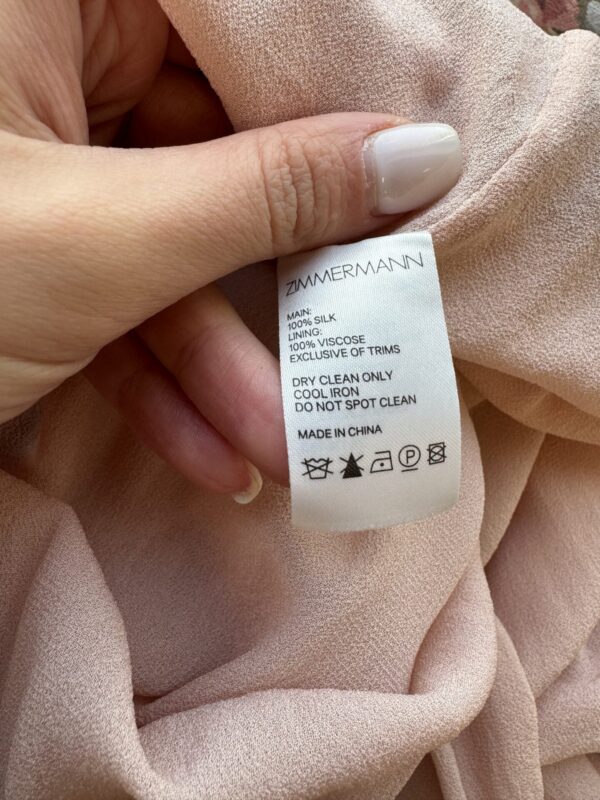 ZIMMERMANN
MAIN:
100% SILK
LINING:
100% VISCOSE
EXCLUSIVE OF TRIMS
DRY CLEAN ONLY
COOL IRON
DO NOT SPOT CLEAN
MADE IN CHINA
P